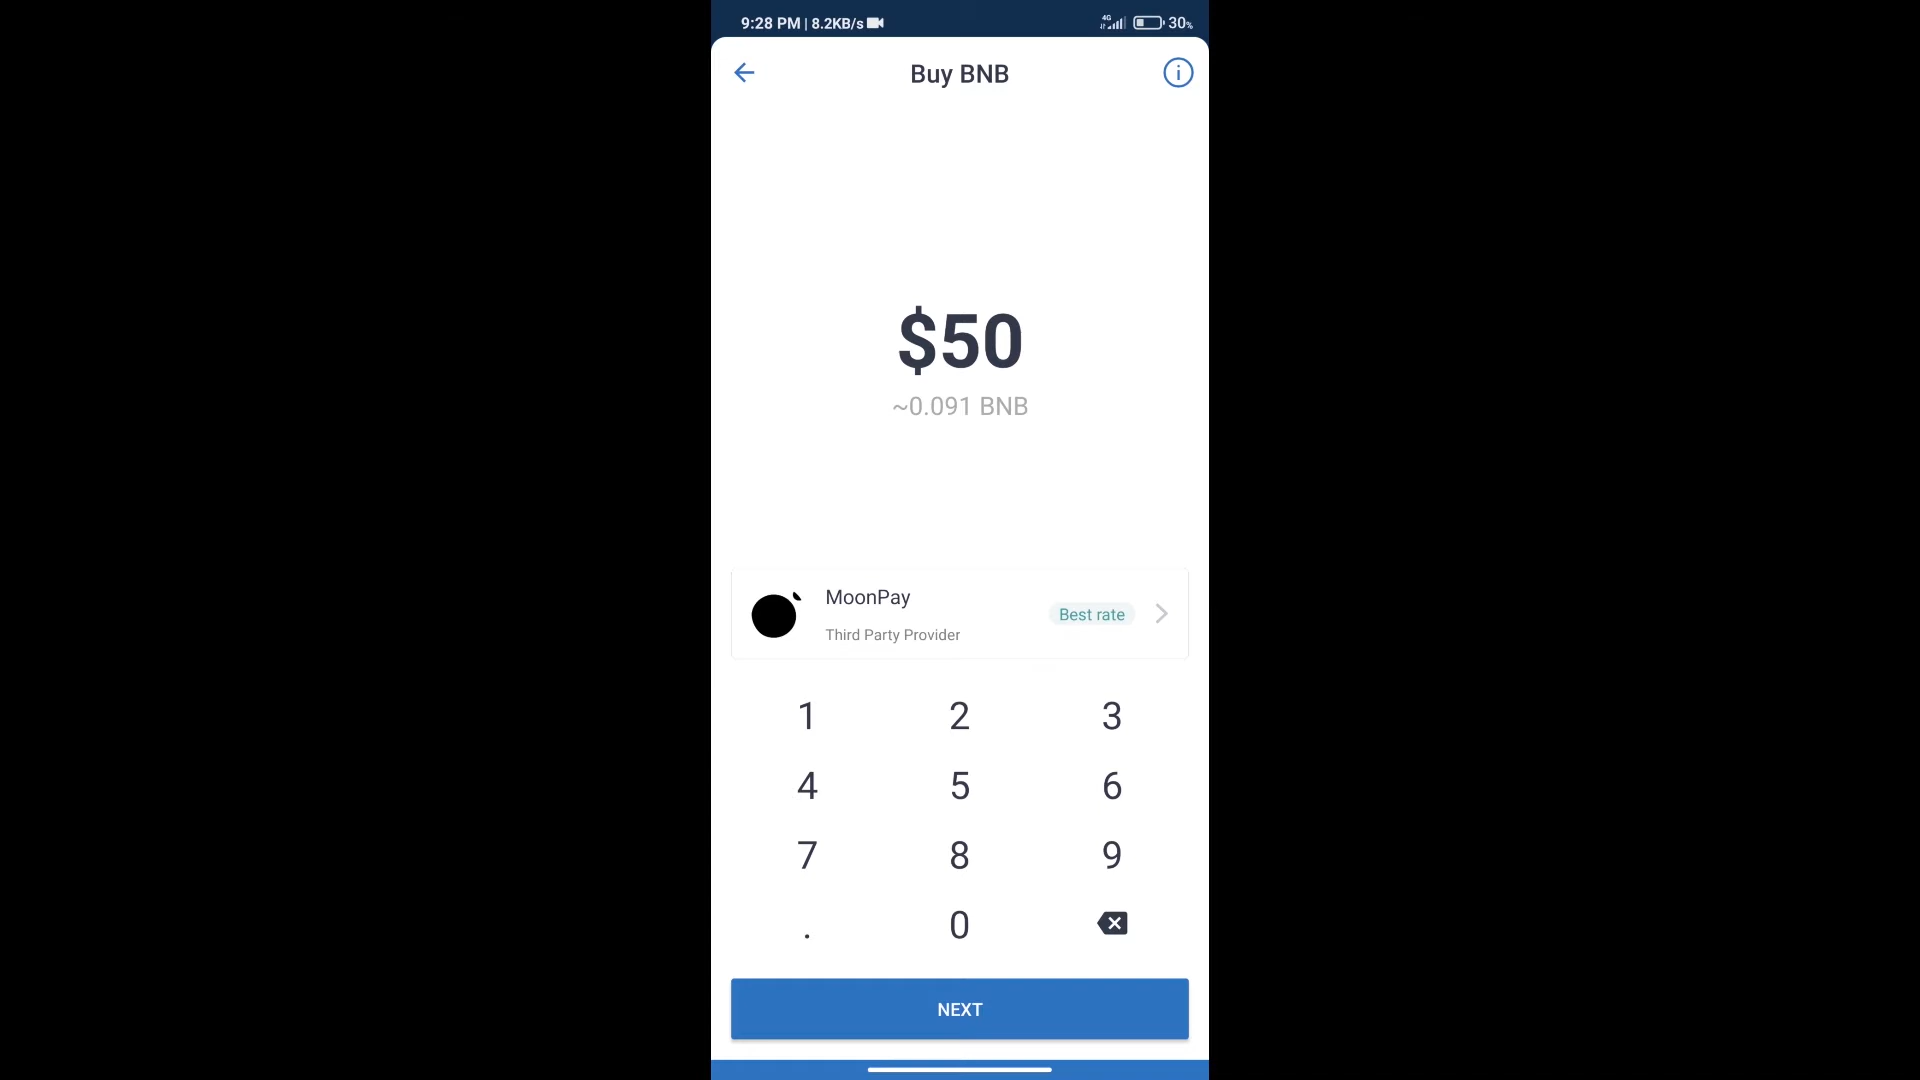 9:28 PM | 8.2KB/s 4G 30%
Buy BNB
$50
~0.091 BNB
MoonPay
Best rate
Third Party Provider
1 2 3
4 5 6
7 8 9
. 0
NEXT